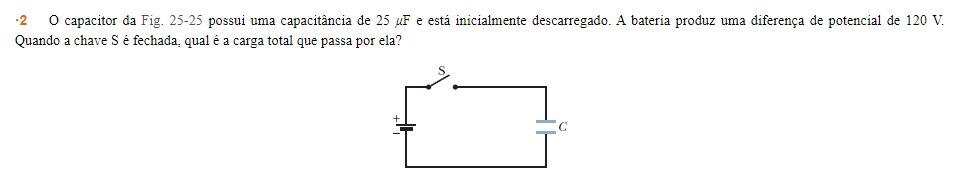 ·2 O capacitor da Fig. 25-25 possui uma capacitância de 25 μF e está inicialmente descarregado. A bateria produz uma diferença de potencial de 120 V.
Quando a chave S é fechada, qual é a carga total que passa por ela?
S
+
−
C